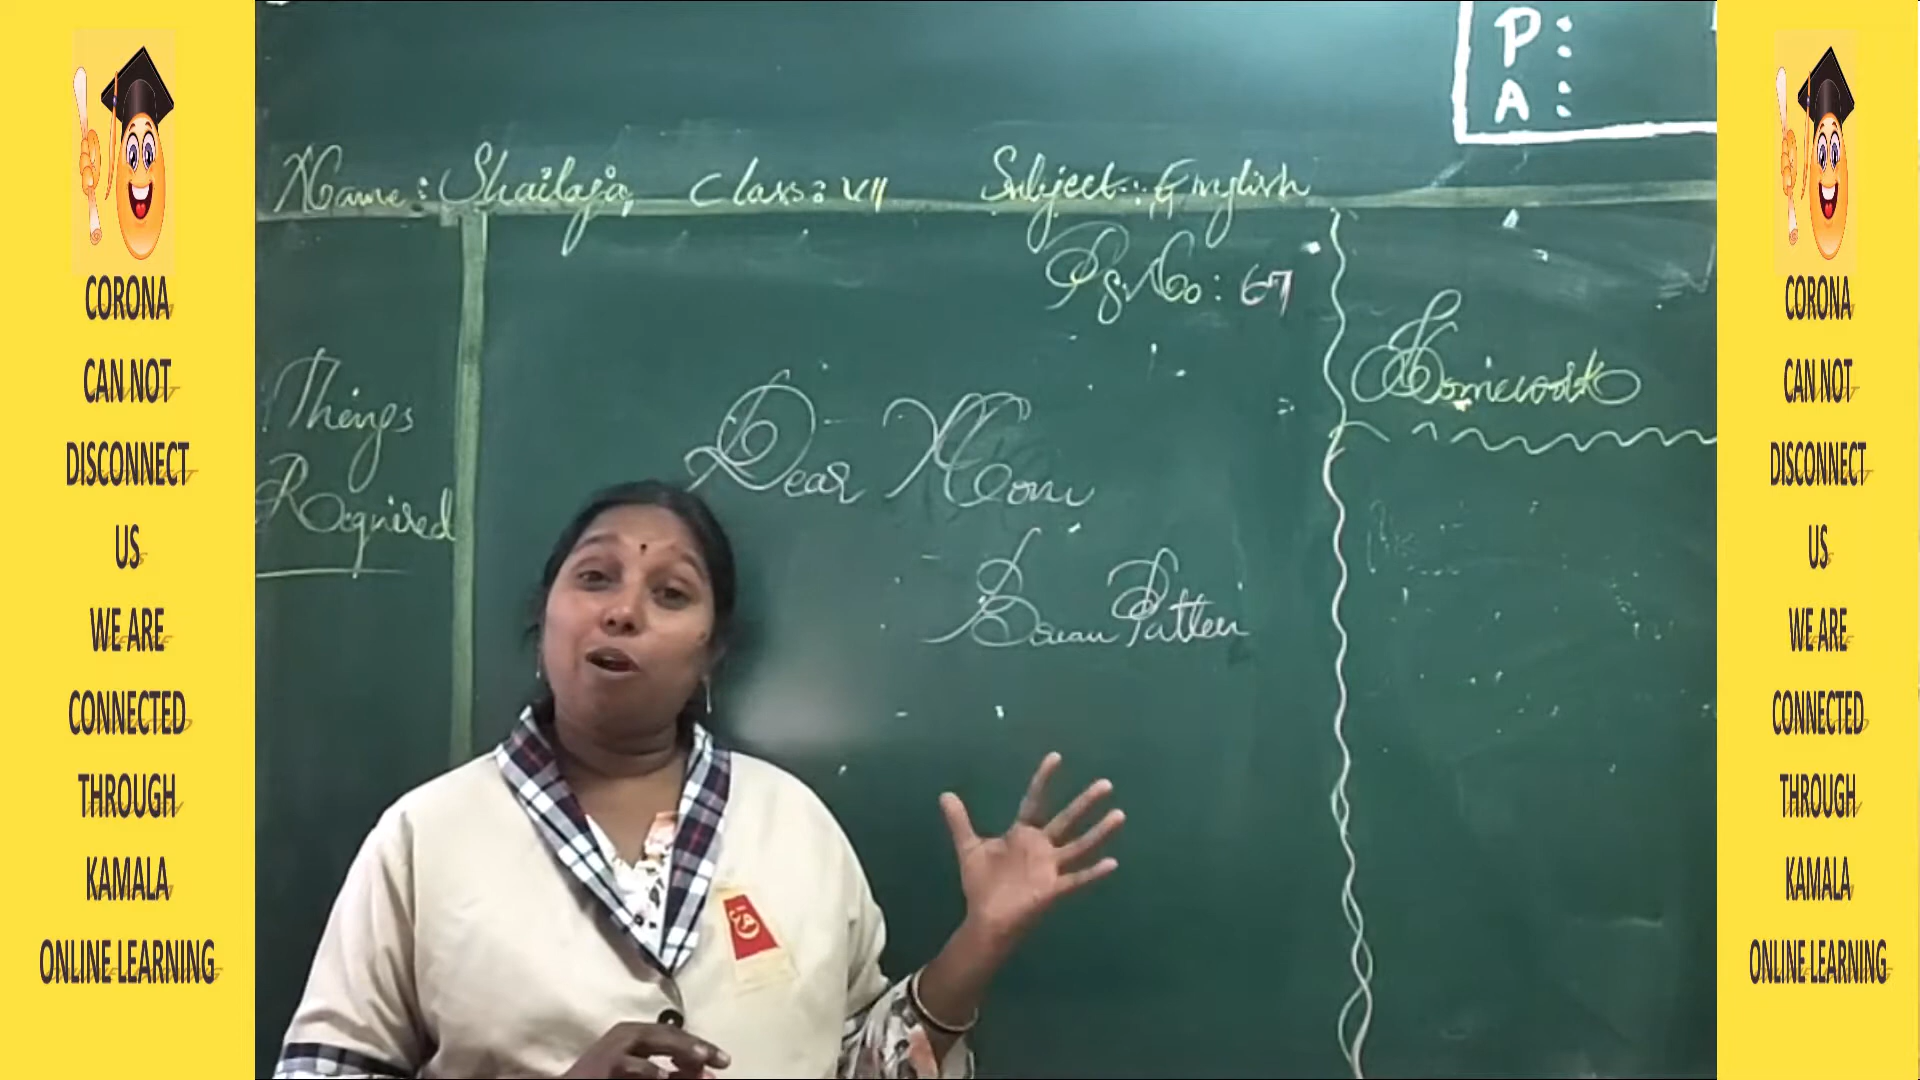 CORONA
CAN NOT
DISCONNECT
US
WE ARE
CONNECTED
THROUGH
KAMALA
ONLINE LEARNING
P:
A:
Name: Shailaja, Class: VII Subject: English
Pg.No: 67
Things
Required
Dear Mom
Homework
CORONA
CAN NOT
DISCONNECT
US
WE ARE
CONNECTED
THROUGH
KAMALA
ONLINE LEARNING